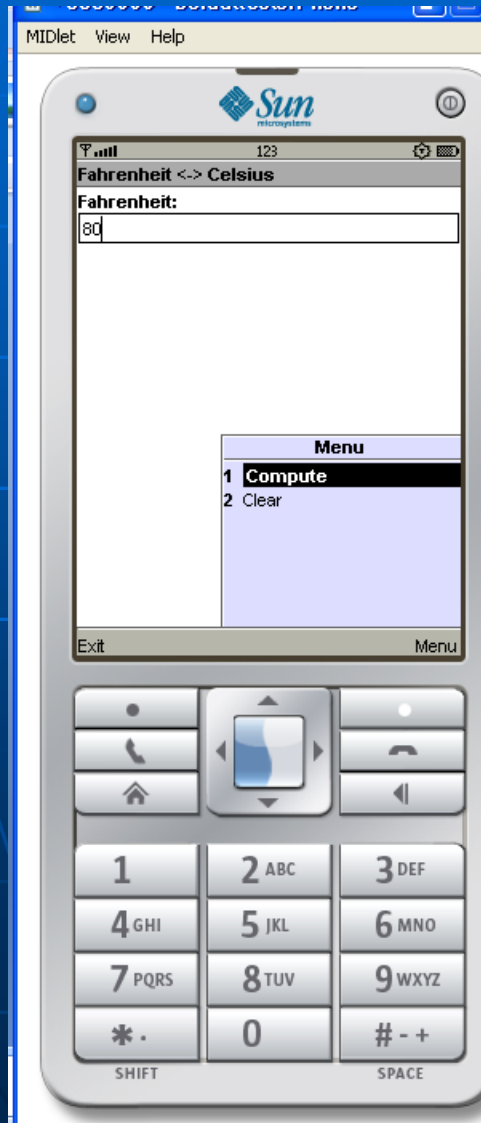 MIDlet View Help
Sun
microsystems
123
Fahrenheit <-> Celsius
Fahrenheit:
80
Menu
1 Compute
2 Clear
Exit Menu
1 2 ABC 3 DEF
4 GHI 5 JKL 6 MNO
7 PQRS 8 TUV 9 WXYZ
* . 0 # - +
SHIFT SPACE